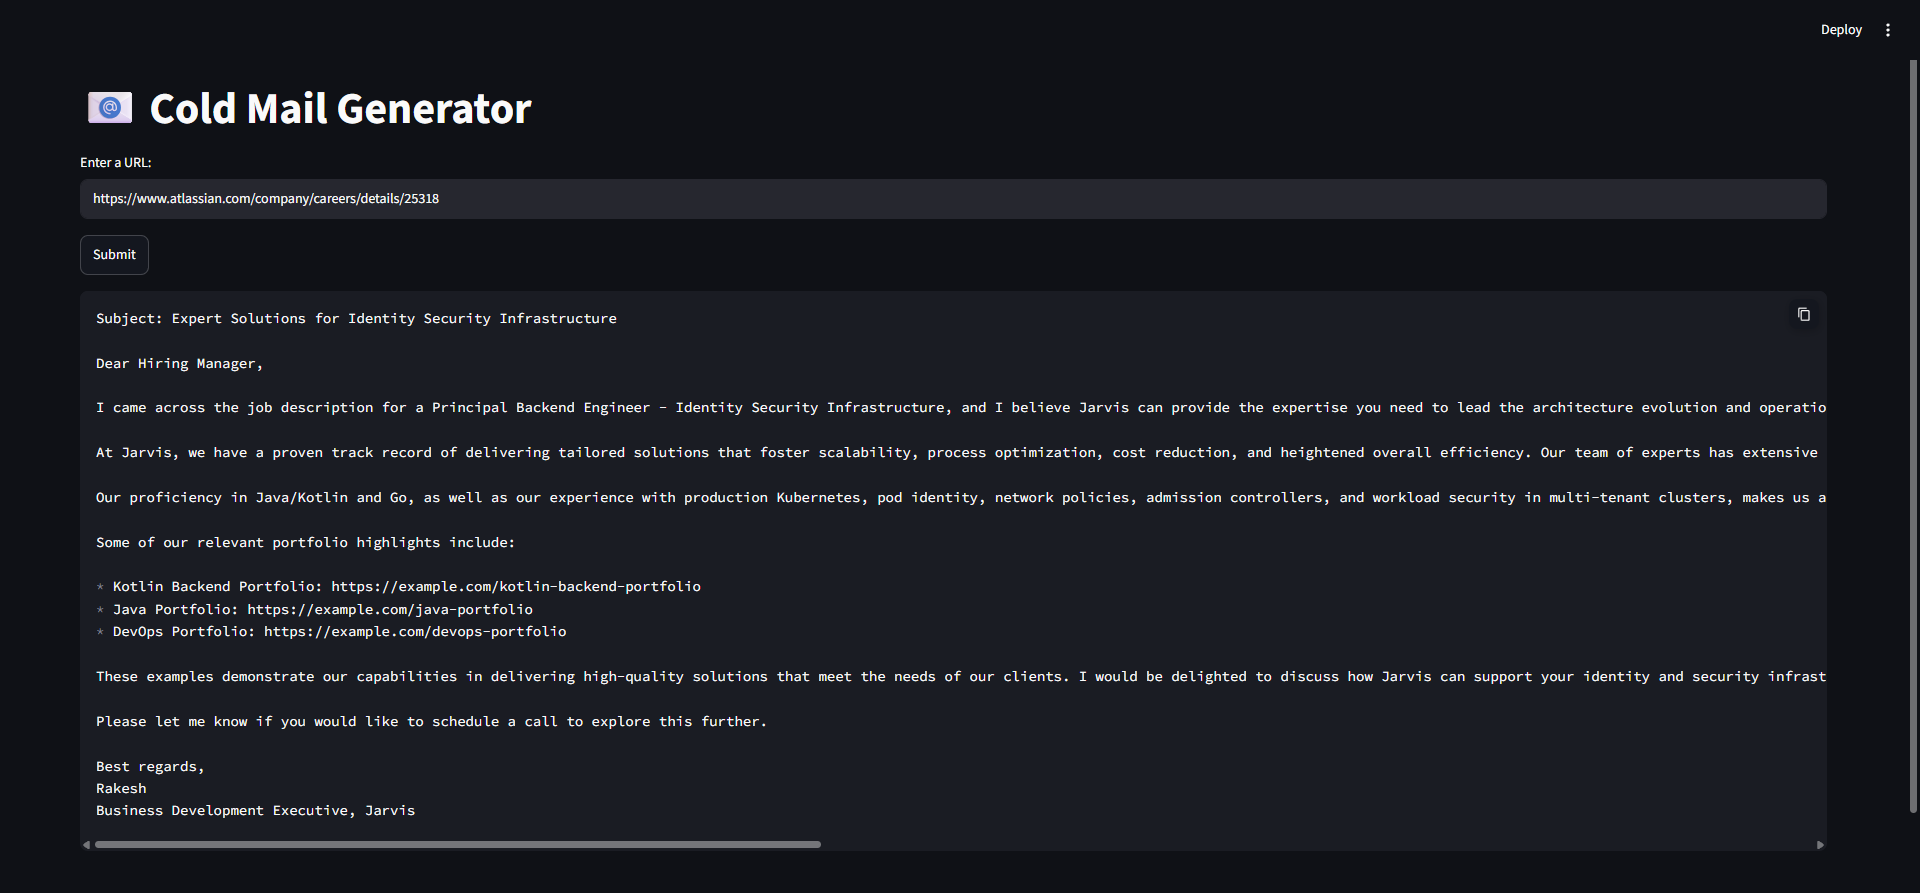 Deploy
Cold Mail Generator
Enter a URL:
https://www.atlassian.com/company/careers/details/25318
Submit
Subject: Expert Solutions for Identity Security Infrastructure
Dear Hiring Manager,
I came across the job description for a Principal Backend Engineer - Identity Security Infrastructure, and I believe Jarvis can provide the expertise you need to lead the architecture evolution and operatio
At Jarvis, we have a proven track record of delivering tailored solutions that foster scalability, process optimization, cost reduction, and heightened overall efficiency. Our team of experts has extensive
Our proficiency in Java/Kotlin and Go, as well as our experience with production Kubernetes, pod identity, network policies, admission controllers, and workload security in multi-tenant clusters, makes us a
Some of our relevant portfolio highlights include:
* Kotlin Backend Portfolio: https://example.com/kotlin-backend-portfolio
* Java Portfolio: https://example.com/java-portfolio
* DevOps Portfolio: https://example.com/devops-portfolio
These examples demonstrate our capabilities in delivering high-quality solutions that meet the needs of our clients. I would be delighted to discuss how Jarvis can support your identity and security infrast
Please let me know if you would like to schedule a call to explore this further.
Best regards,
Rakesh
Business Development Executive, Jarvis